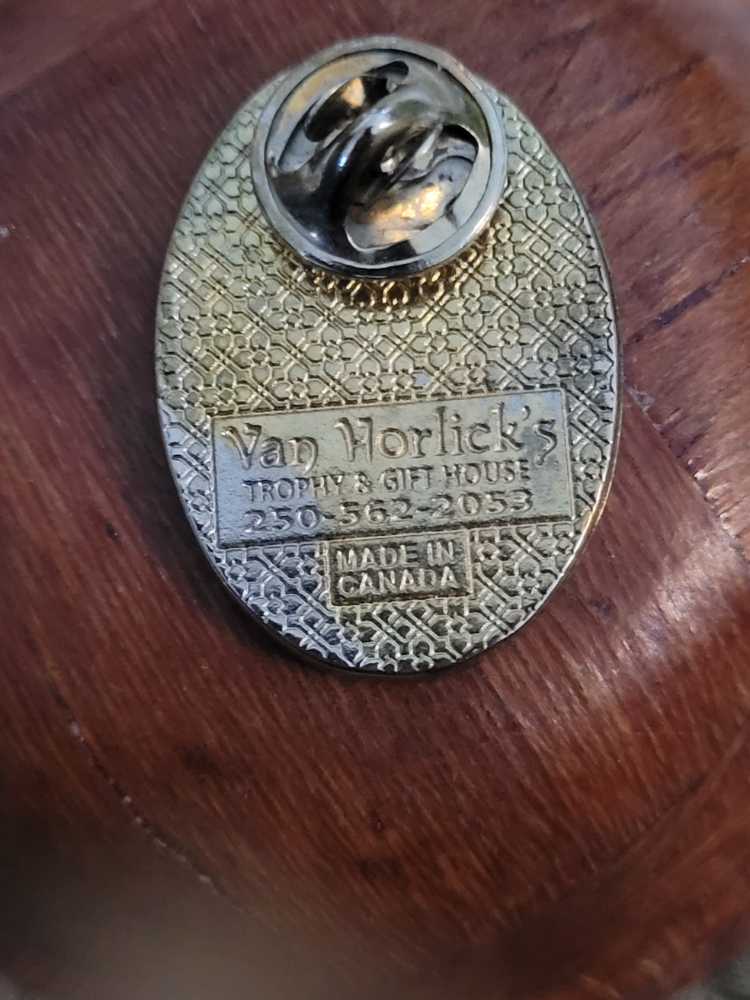 Van Horlick's
TROPHY & GIFT HOUSE
250-562-2053
MADE IN
CANADA